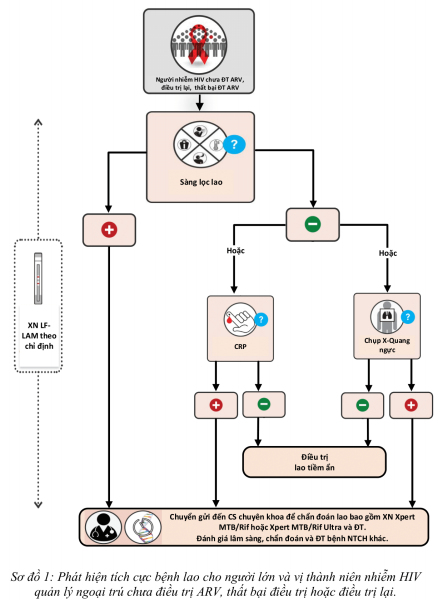 Người nhiễm HIV chưa ĐT ARV,
điều trị lại, thất bại ĐT ARV
?
Sàng lọc lao
Hoặc
Hoặc
XN LF-
LAM theo
chỉ định
?
CRP
?
Chụp X-Quang
ngực
Điều trị
lao tiềm ẩn
Chuyển gửi đến CS chuyên khoa để chẩn đoán lao bao gồm XN Xpert
MTB/Rif hoặc Xpert MTB/Rif Ultra và ĐT.
Đánh giá lâm sàng, chẩn đoán và ĐT bệnh NTCH khác.
Sơ đồ 1: Phát hiện tích cực bệnh lao cho người lớn và vị thành niên nhiễm HIV
quản lý ngoại trú chưa điều trị ARV, thất bại điều trị hoặc điều trị lại.